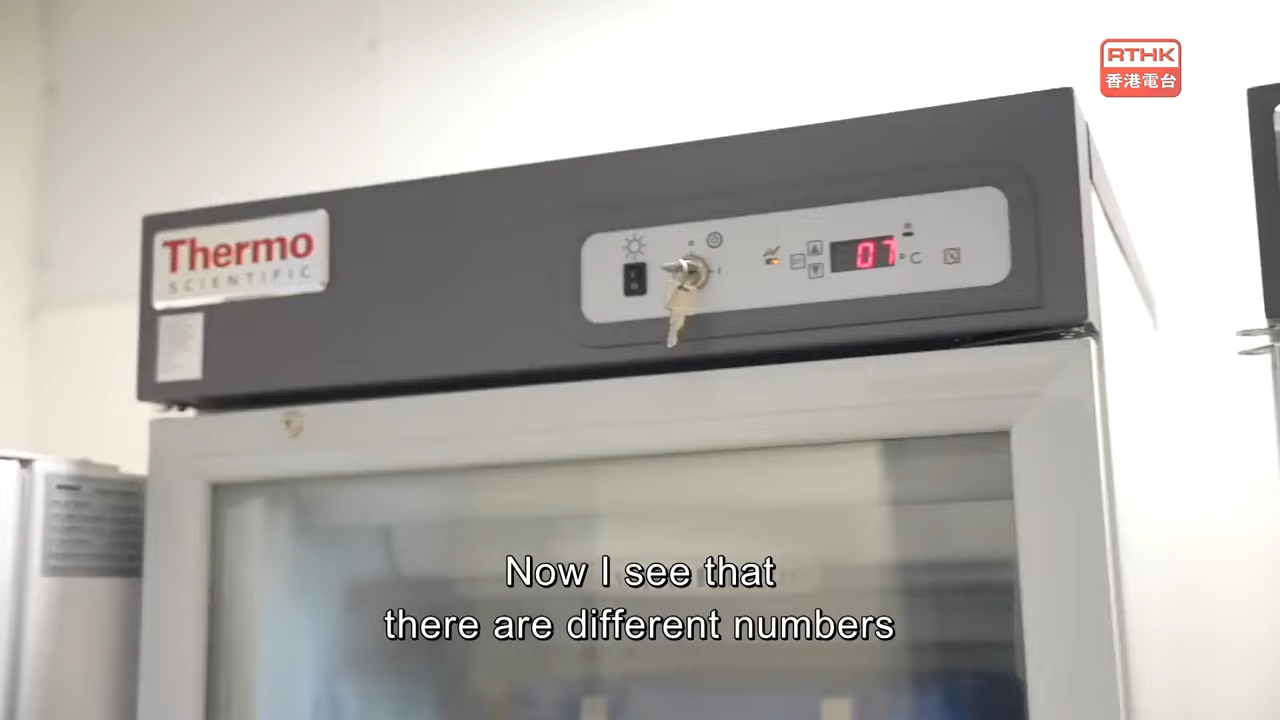 RTHK
香港電台
Thermo
SCIENTIFIC
07 °C
Now I see that
there are different numbers